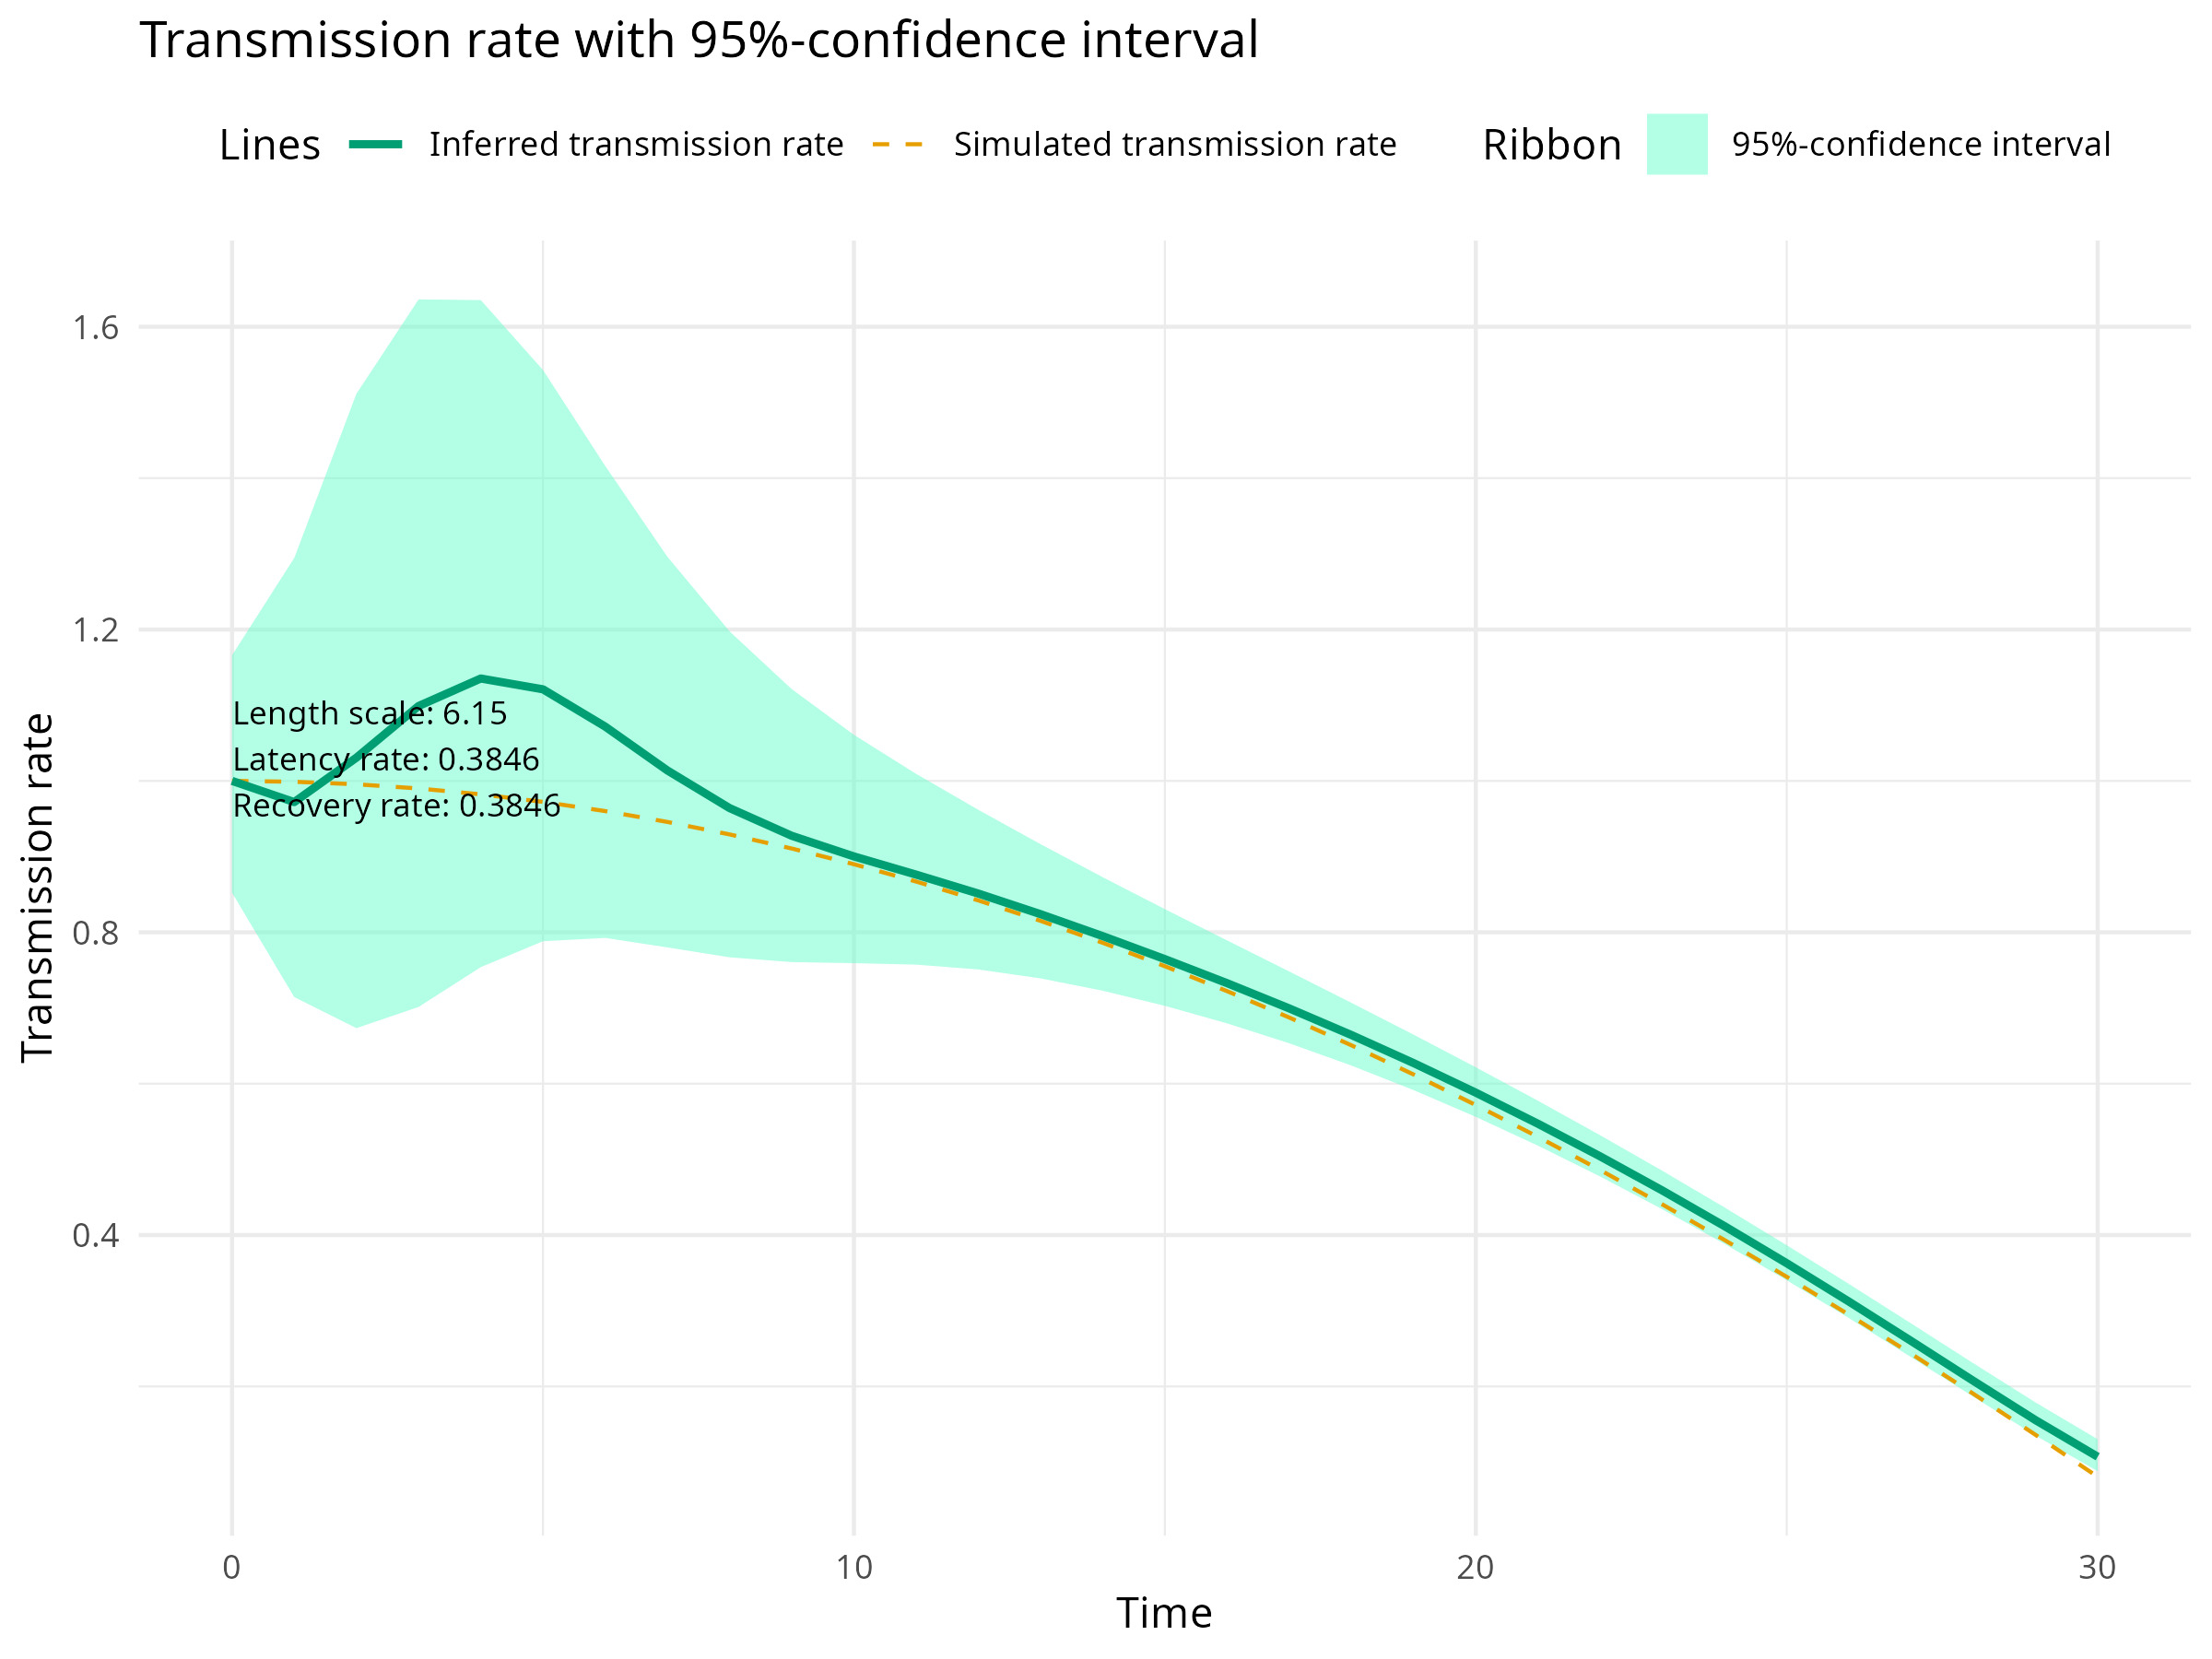 Transmission rate with 95%-confidence interval
Lines Inferred transmission rate Simulated transmission rate Ribbon 95%-confidence interval
1.6
1.2
0.8
0.4
Transmission rate
Length scale: 6.15
Latency rate: 0.3846
Recovery rate: 0.3846
0 10 20 30
Time